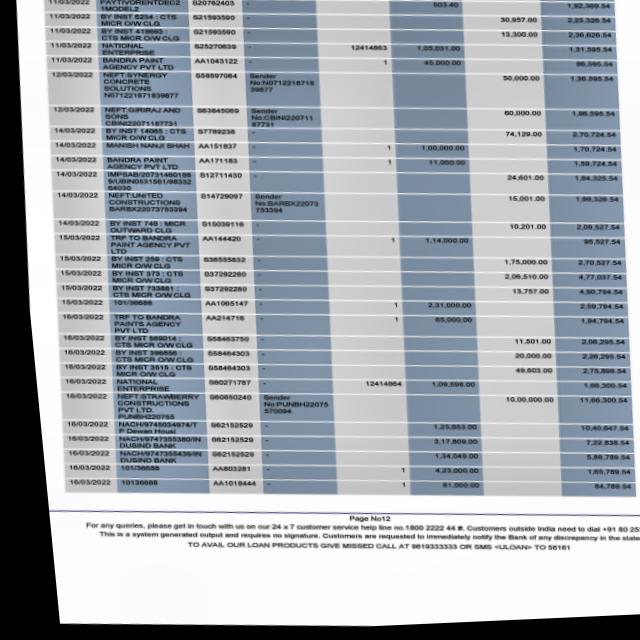 11/03/2022 PAYTIVORENTDEC2 S20762403 - 503.40 1,92,369.54
1MODEL2
11/03/2022 BY INST 6234 : CTS S21593590 - 30,957.00 2,23,326.54
MICR O/W CLG
11/03/2022 BY INST 418693 : CTS S21593590 - 13,300.00 2,36,626.54
MICR O/W CLG
11/03/2022 NATIONAL S25270639 - 12414863 1,05,031.00 1,31,595.54
ENTERPRISE
11/03/2022 BANDRA PAINT AA1043122 - 1 45,000.00 86,595.54
AGENCY PVT LTD
12/03/2022 NEFT:SYNERGY S58897064 Sender 50,000.00 1,36,595.54
CONCRETE No:N0712218718
SOLUTIONS 39877
N071221871839877
12/03/2022 NEFT:GIRIRAJ AND S63845069 Sender 60,000.00 1,96,595.54
SONS No:CBINI220711
CBINI22071187731 87731
14/03/2022 BY INST 14065 : CTS S7789238 - 74,129.00 2,70,724.54
MICR O/W CLG
14/03/2022 MANISH NANJI SHAH AA151837 - 1 1,00,000.00 1,70,724.54
14/03/2022 BANDRA PAINT AA171183 - 1 11,000.00 1,59,724.54
AGENCY PVT LTD
14/03/2022 IMPSAB/20731460188 S12711430 - 24,601.00 1,84,325.54
9/UBIN0531561/98332
64030
14/03/2022 NEFT:UNITED S14729097 Sender 15,001.00 1,99,326.54
CONSTRUCTIONS No:BARBX22073
BARBX22073753394 753394
14/03/2022 BY INST 749 : MICR S15039116 - 10,201.00 2,09,527.54
OUTWARD CLG
15/03/2022 TRF TO BANDRA AA144420 - 1 1,14,000.00 95,527.54
PAINT AGENCY PVT
LTD
15/03/2022 BY INST 259 : CTS S36555832 - 1,75,000.00 2,70,527.54
MICR O/W CLG
15/03/2022 BY INST 373 : CTS S37292280 - 2,06,510.00 4,77,037.54
MICR O/W CLG
15/03/2022 BY INST 733881 : S37292280 - 13,757.00 4,90,794.54
CTS MICR O/W CLG
15/03/2022 101/36688 AA1065147 - 1 2,31,000.00 2,59,794.54
16/03/2022 TRF TO BANDRA AA214716 - 1 65,000.00 1,94,794.54
PAINTS AGENCY
PVT LTD
16/03/2022 BY INST 569014 : S58463750 - 11,501.00 2,06,295.54
CTS MICR O/W CLG
16/03/2022 BY INST 396856 : S58464303 - 20,000.00 2,26,295.54
CTS MICR O/W CLG
16/03/2022 BY INST 3515 : CTS S58464303 - 49,603.00 2,75,898.54
MICR O/W CLG
16/03/2022 NATIONAL S60271787 - 12414864 1,09,598.00 1,66,300.54
ENTERPRISE
16/03/2022 NEFT:STRAWBERRY S60650240 Sender 10,00,000.00 11,66,300.54
CONSTRUCTIONS No:PUNBH22075
PVT LTD. 570094
PUNBH220755
16/03/2022 NACH/9745034974/T S62152529 - 1,25,653.00 10,40,647.54
P Dewan Housi
16/03/2022 NACH/9747355380/IN S62152529 - 3,17,809.00 7,22,838.54
DUSIND BANK
16/03/2022 NACH/9747355439/IN S62152529 - 1,34,049.00 5,88,789.54
DUSIND BANK
16/03/2022 101/36688 AA803281 - 1 4,23,000.00 1,65,789.54
16/03/2022 10136688 AA1018444 - 1 81,000.00 84,789.54
Page No12
For any queries, please get in touch with us on our 24 x 7 customer service help line no.1800 2222 44 #. Customers outside India need to dial +91 80 25
This is a system generated output and requires no signature. Customers are requested to immediately notify the Bank of any discrepancy in the state
TO AVAIL OUR LOAN PRODUCTS GIVE MISSED CALL AT 9619333333 OR SMS <ULOAN> TO 56161